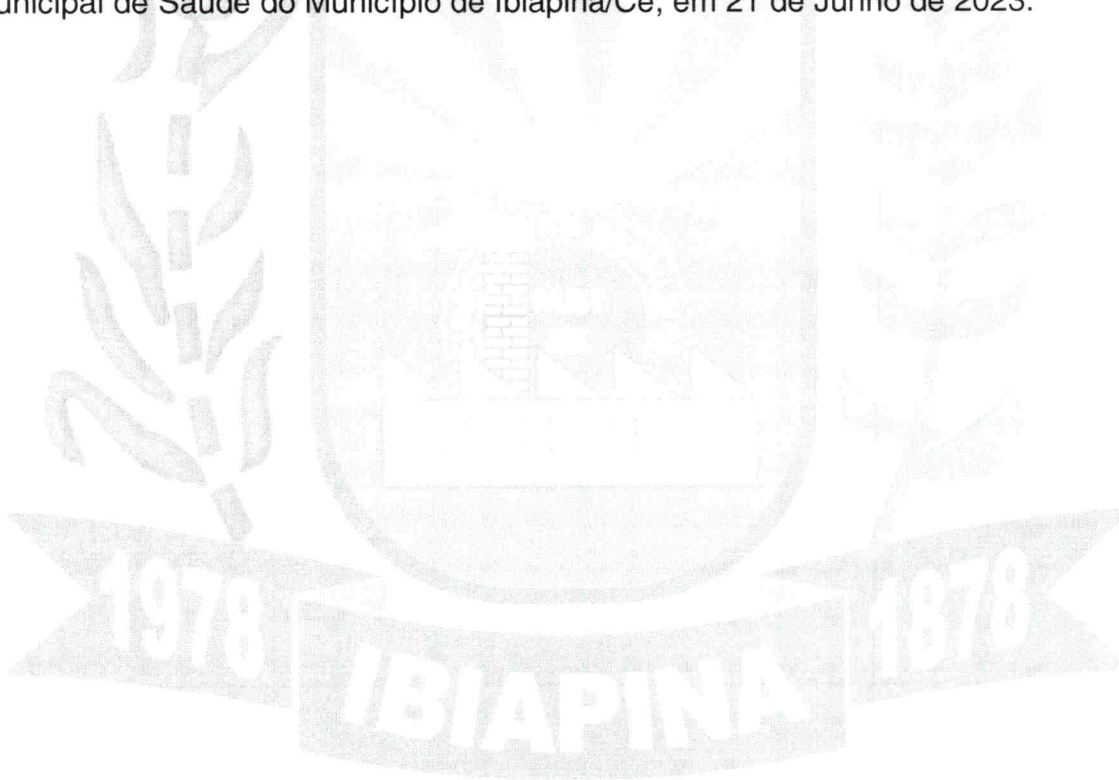 unicipal de Saúde do Município de Ibiapina/Ce, em 21 de Junho de 2023.
1978
1878
IBIAPINA